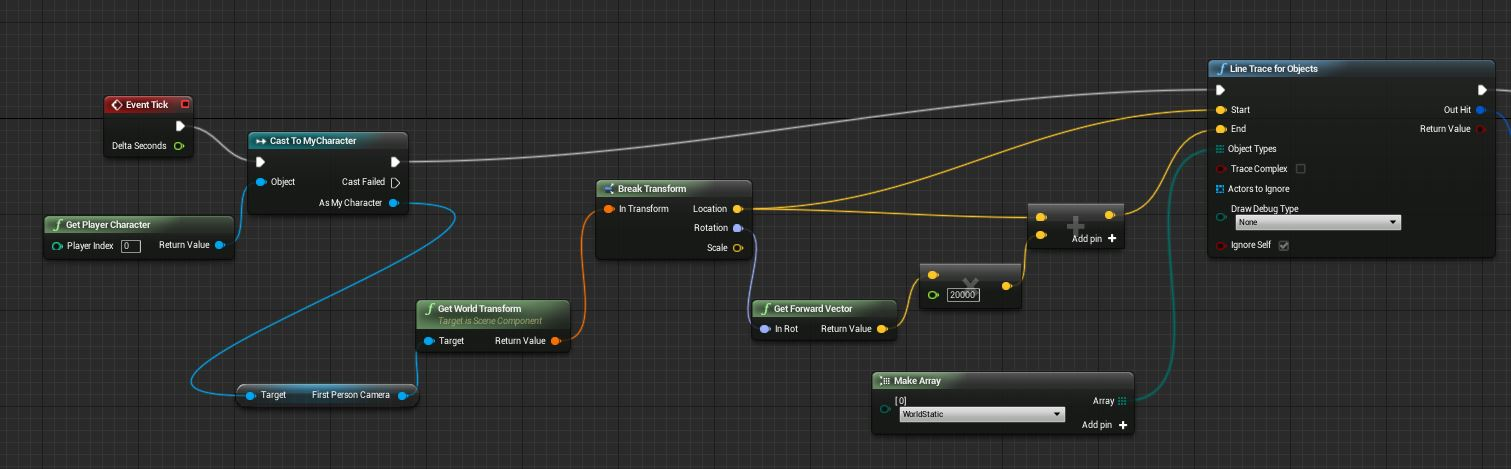 Event Tick
Delta Seconds
Cast To MyCharacter
Object
Cast Failed
As My Character
f Get Player Character
Player Index 0 Return Value
Target First Person Camera
f Get World Transform
Target is Scene Component
Target Return Value
Break Transform
In Transform Location
Rotation
Scale
f Get Forward Vector
In Rot Return Value
20000
Add pin
Make Array
[0] Array
WorldStatic
Add pin
f Line Trace for Objects
Start Out Hit
End Return Value
Object Types
Trace Complex
Actors to Ignore
Draw Debug Type
None
Ignore Self